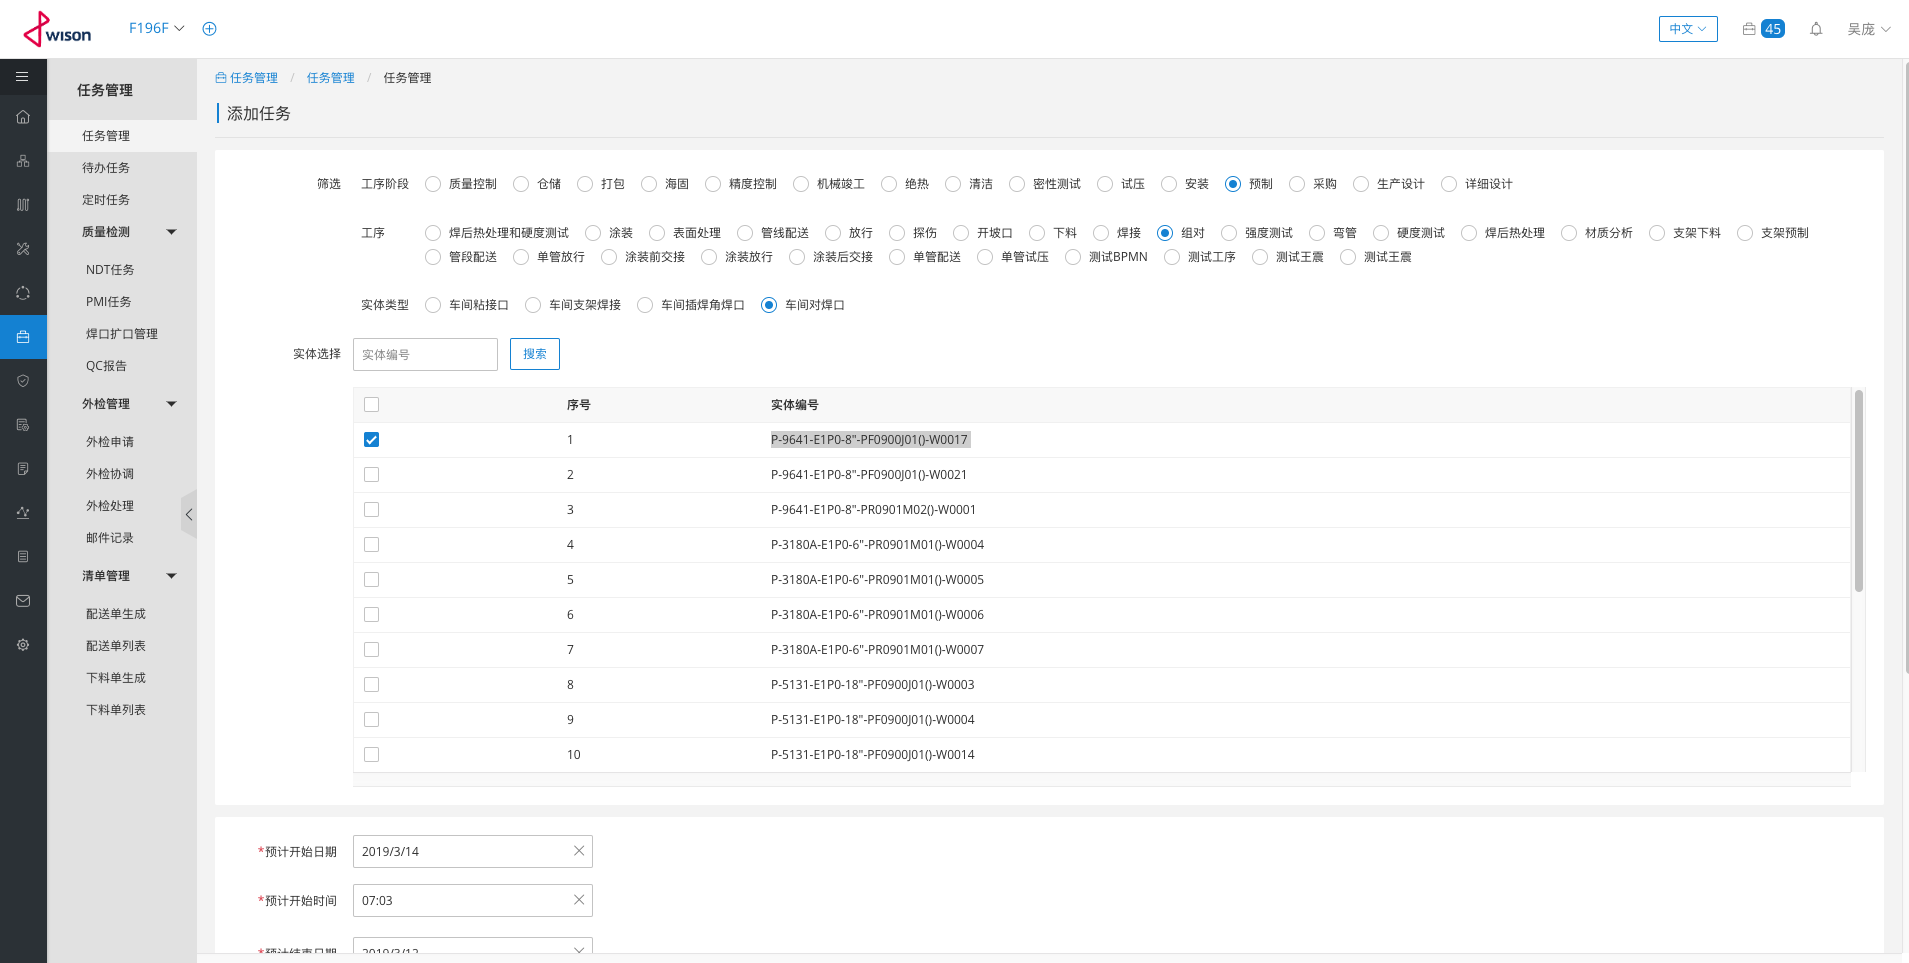 wison F196F 中文 45 吴庞
任务管理
任务管理
待办任务
定时任务
质量检测
NDT任务
PMI任务
焊口扩口管理
QC报告
外检管理
外检申请
外检协调
外检处理
邮件记录
清单管理
配送单生成
配送单列表
下料单生成
下料单列表
任务管理 / 任务管理 / 任务管理
添加任务
筛选 工序阶段 质量控制 仓储 打包 海固 精度控制 机械竣工 绝热 清洁 密性测试 试压 安装 预制 采购 生产设计 详细设计
工序 焊后热处理和硬度测试 涂装 表面处理 管线配送 放行 探伤 开坡口 下料 焊接 组对 强度测试 弯管 硬度测试 焊后热处理 材质分析 支架下料 支架预制
管段配送 单管放行 涂装前交接 涂装放行 涂装后交接 单管配送 单管试压 测试BPMN 测试工序 测试王震 测试王震
实体类型 车间粘接口 车间支架焊接 车间插焊角焊口 车间对焊口
实体选择 实体编号 搜索
序号 实体编号
1 P-9641-E1P0-8"-PF0900J01()-W0017
2 P-9641-E1P0-8"-PF0900J01()-W0021
3 P-9641-E1P0-8"-PR0901M02()-W0001
4 P-3180A-E1P0-6"-PR0901M01()-W0004
5 P-3180A-E1P0-6"-PR0901M01()-W0005
6 P-3180A-E1P0-6"-PR0901M01()-W0006
7 P-3180A-E1P0-6"-PR0901M01()-W0007
8 P-5131-E1P0-18"-PF0900J01()-W0003
9 P-5131-E1P0-18"-PF0900J01()-W0004
10 P-5131-E1P0-18"-PF0900J01()-W0014
*预计开始日期 2019/3/14
*预计开始时间 07:03
*预计结束日期